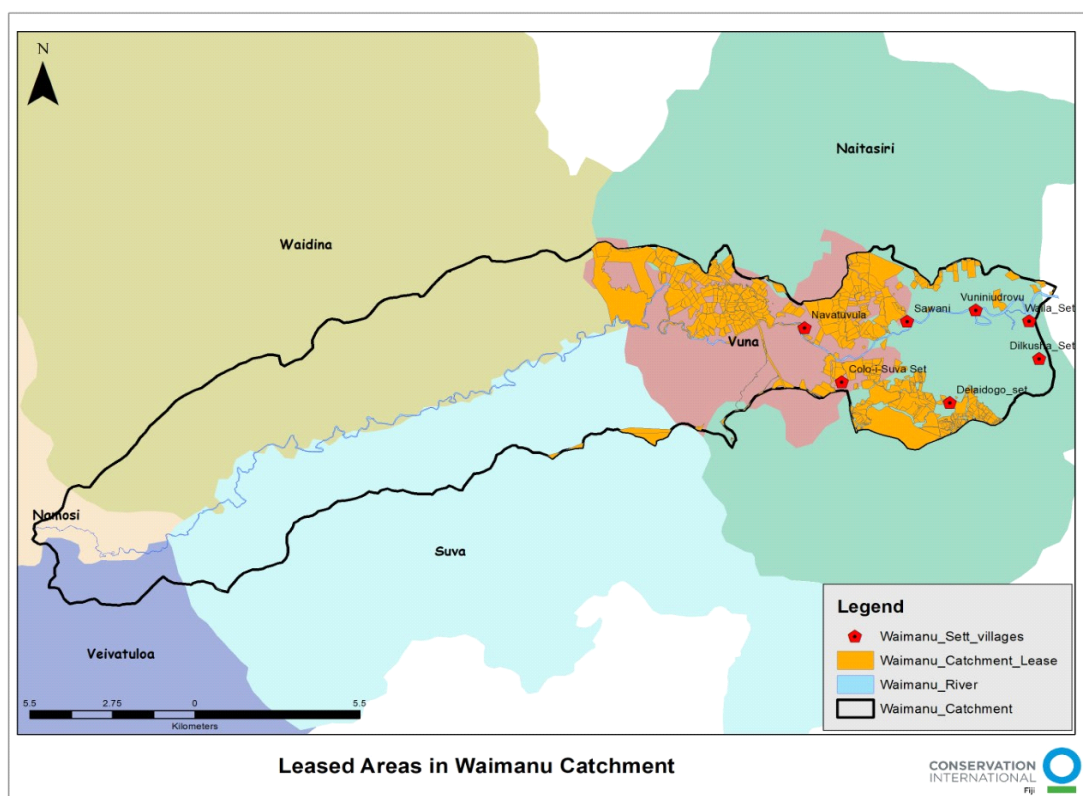 N
Naitasiri
Waidina
Vuniniudrovu
Sawani
Waila_Set
Navatuvula
Vuna
Dilkusha_Set
Colo-i-Suva Set
Delaidogo_set
Namosi
Suva
Veivatuloa
5.5 2.75 0 5.5
Kilometers
Legend
Waimanu_Sett_villages
Waimanu_Catchment_Lease
Waimanu_River
Waimanu_Catchment
Leased Areas in Waimanu Catchment
CONSERVATION
INTERNATIONAL
Fiji